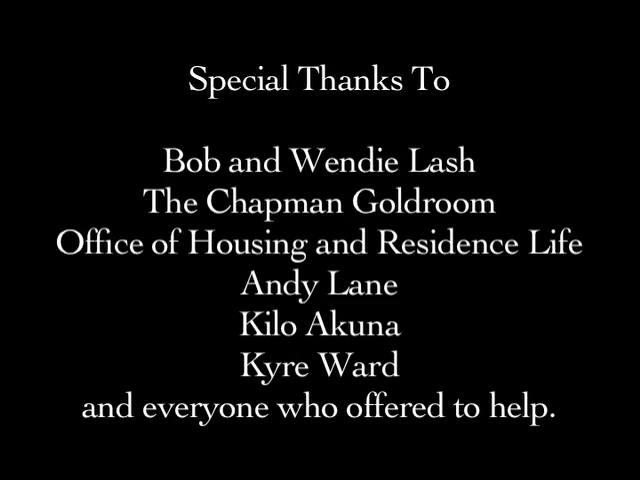 Special Thanks To
Bob and Wendie Lash
The Chapman Goldroom
Office of Housing and Residence Life
Andy Lane
Kilo Akuna
Kyre Ward
and everyone who offered to help.